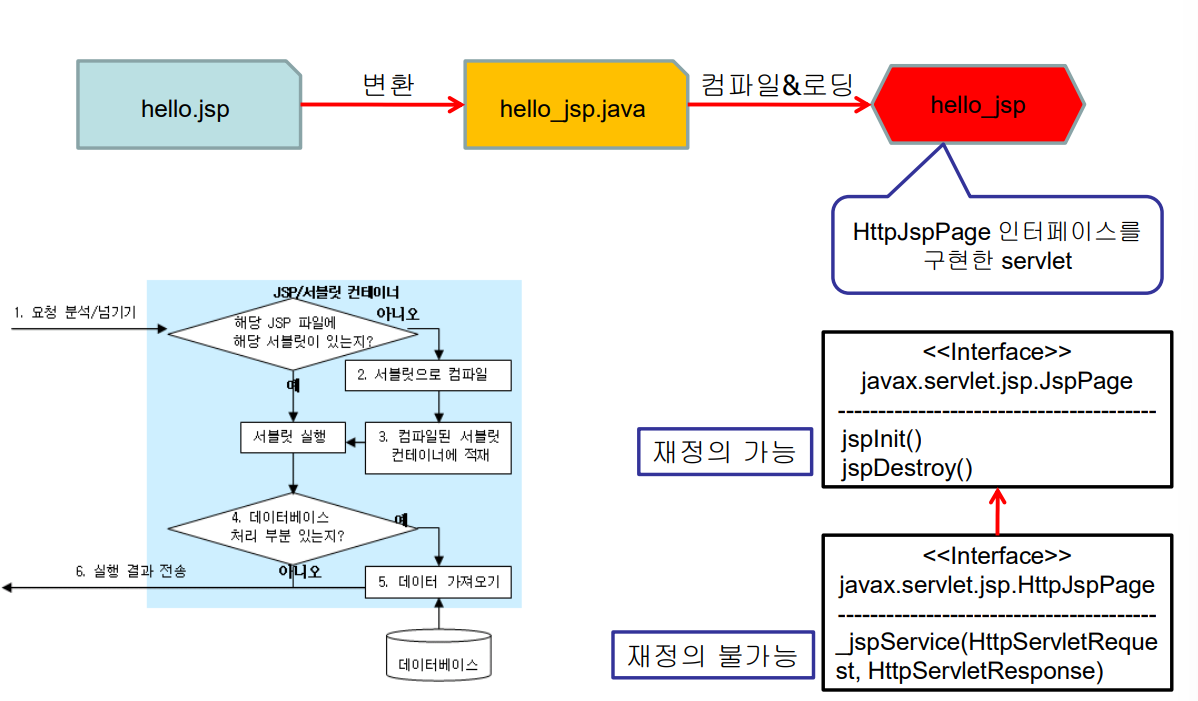 hello.jsp
변환
hello_jsp.java
컴파일&로딩
hello_jsp
HttpJspPage 인터페이스를
구현한 servlet
JSP/서블릿 컨테이너
1. 요청 분석/넘기기
해당 JSP 파일에
해당 서블릿이 있는지?
아니오
예
2. 서블릿으로 컴파일
서블릿 실행
3. 컴파일된 서블릿
컨테이너에 적재
4. 데이터베이스
처리 부분 있는지?
예
아니오
5. 데이터 가져오기
6. 실행 결과 전송
데이터베이스
재정의 가능
<<Interface>>
javax.servlet.jsp.JspPage
----------------------------------------
jspInit()
jspDestroy()
재정의 불가능
<<Interface>>
javax.servlet.jsp.HttpJspPage
----------------------------------------
_jspService(HttpServletReque
st, HttpServletResponse)